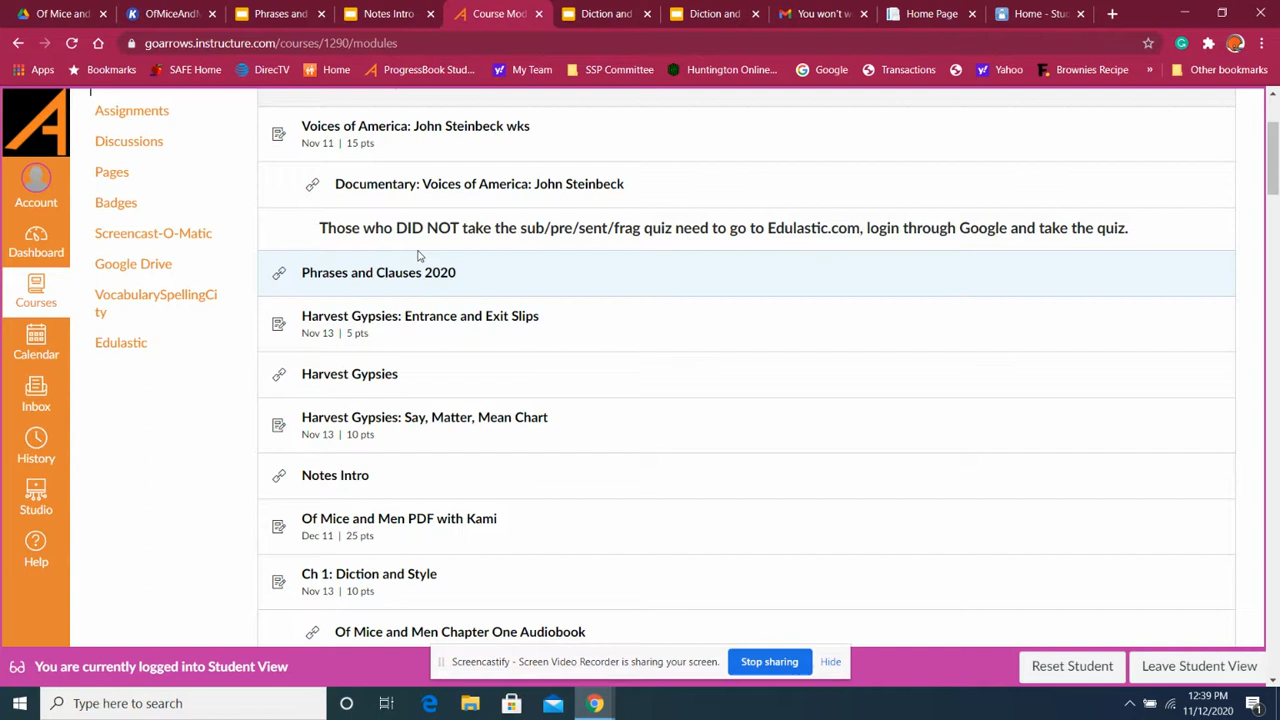 Of Mice and
OfMiceAndM
Phrases and
Notes Intro
Course Mod
Diction and
Diction and
You won't w
Home Page
Home - Stu
goarrows.instructure.com/courses/1290/modules
Apps
Bookmarks
SAFE Home
DirecTV
Home
ProgressBook Stud...
My Team
SSP Committee
Huntington Online...
Google
Transactions
Yahoo
Brownies Recipe
»
Other bookmarks
Account
Dashboard
Courses
Calendar
Inbox
History
Studio
Help
Assignments
Discussions
Pages
Badges
Screencast-O-Matic
Google Drive
VocabularySpellingCi
ty
Edulastic
Voices of America: John Steinbeck wks
Nov 11 | 15 pts
Documentary: Voices of America: John Steinbeck
Those who DID NOT take the sub/pre/sent/frag quiz need to go to Edulastic.com, login through Google and take the quiz.
Phrases and Clauses 2020
Harvest Gypsies: Entrance and Exit Slips
Nov 13 | 5 pts
Harvest Gypsies
Harvest Gypsies: Say, Matter, Mean Chart
Nov 13 | 10 pts
Notes Intro
Of Mice and Men PDF with Kami
Dec 11 | 25 pts
Ch 1: Diction and Style
Nov 13 | 10 pts
Of Mice and Men Chapter One Audiobook
You are currently logged into Student View
Screencastify - Screen Video Recorder is sharing your screen.
Stop sharing
Hide
Reset Student
Leave Student View
Type here to search
12:39 PM
11/12/2020
1